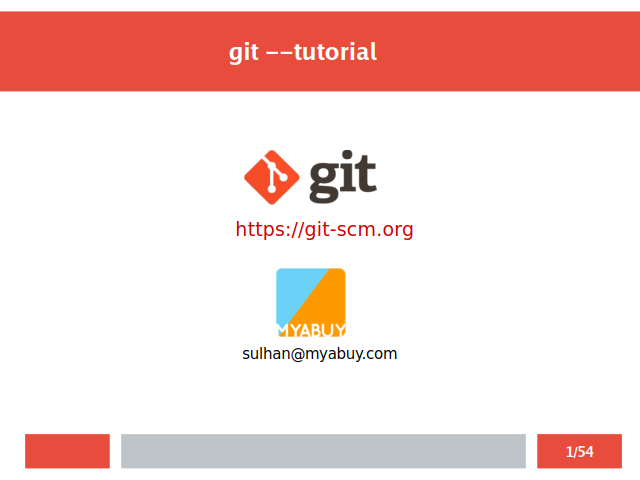 git --tutorial
git
https://git-scm.org
MYABUY
sulhan@myabuy.com
1/54